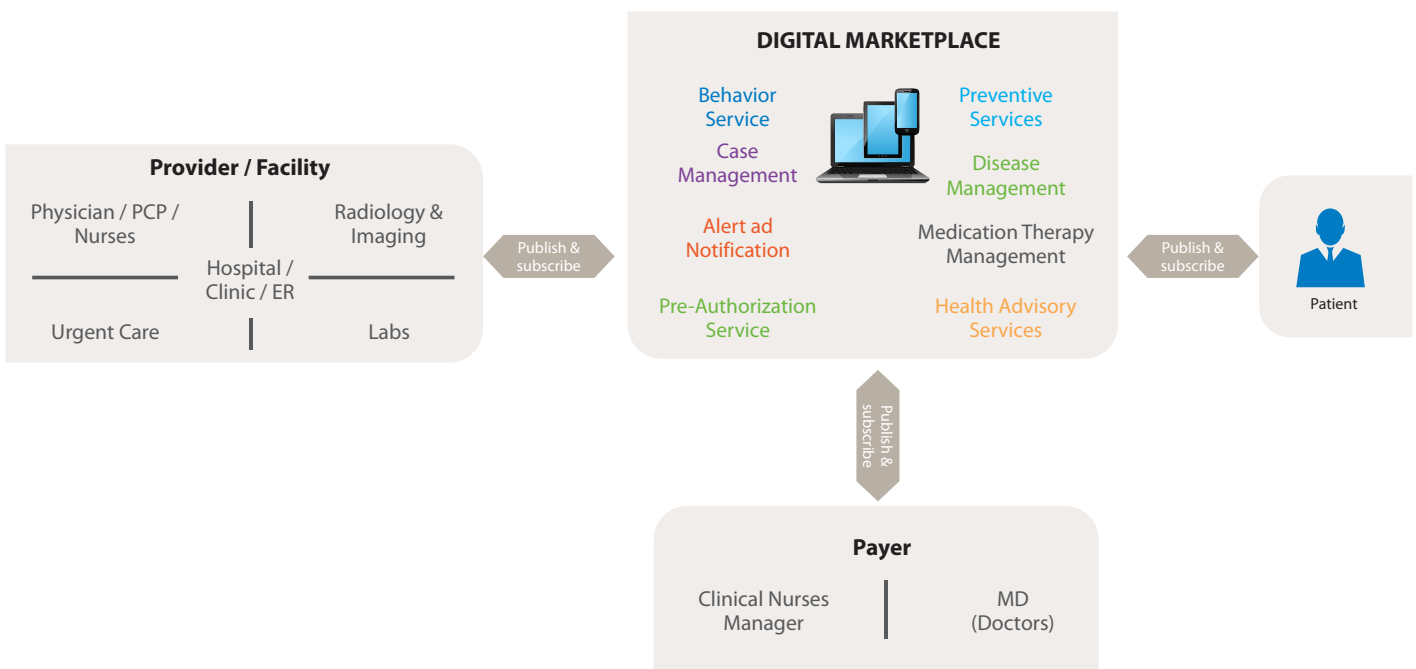 DIGITAL MARKETPLACE
Behavior
Service
Preventive
Services
Case
Management
Disease
Management
Alert ad
Notification
Medication Therapy
Management
Pre-Authorization
Service
Health Advisory
Services
Provider / Facility
Physician / PCP /
Nurses
Radiology &
Imaging
Hospital /
Clinic / ER
Urgent Care
Labs
Publish &
subscribe
Publish &
subscribe
Patient
Publish &
subscribe
Payer
Clinical Nurses
Manager
MD
(Doctors)